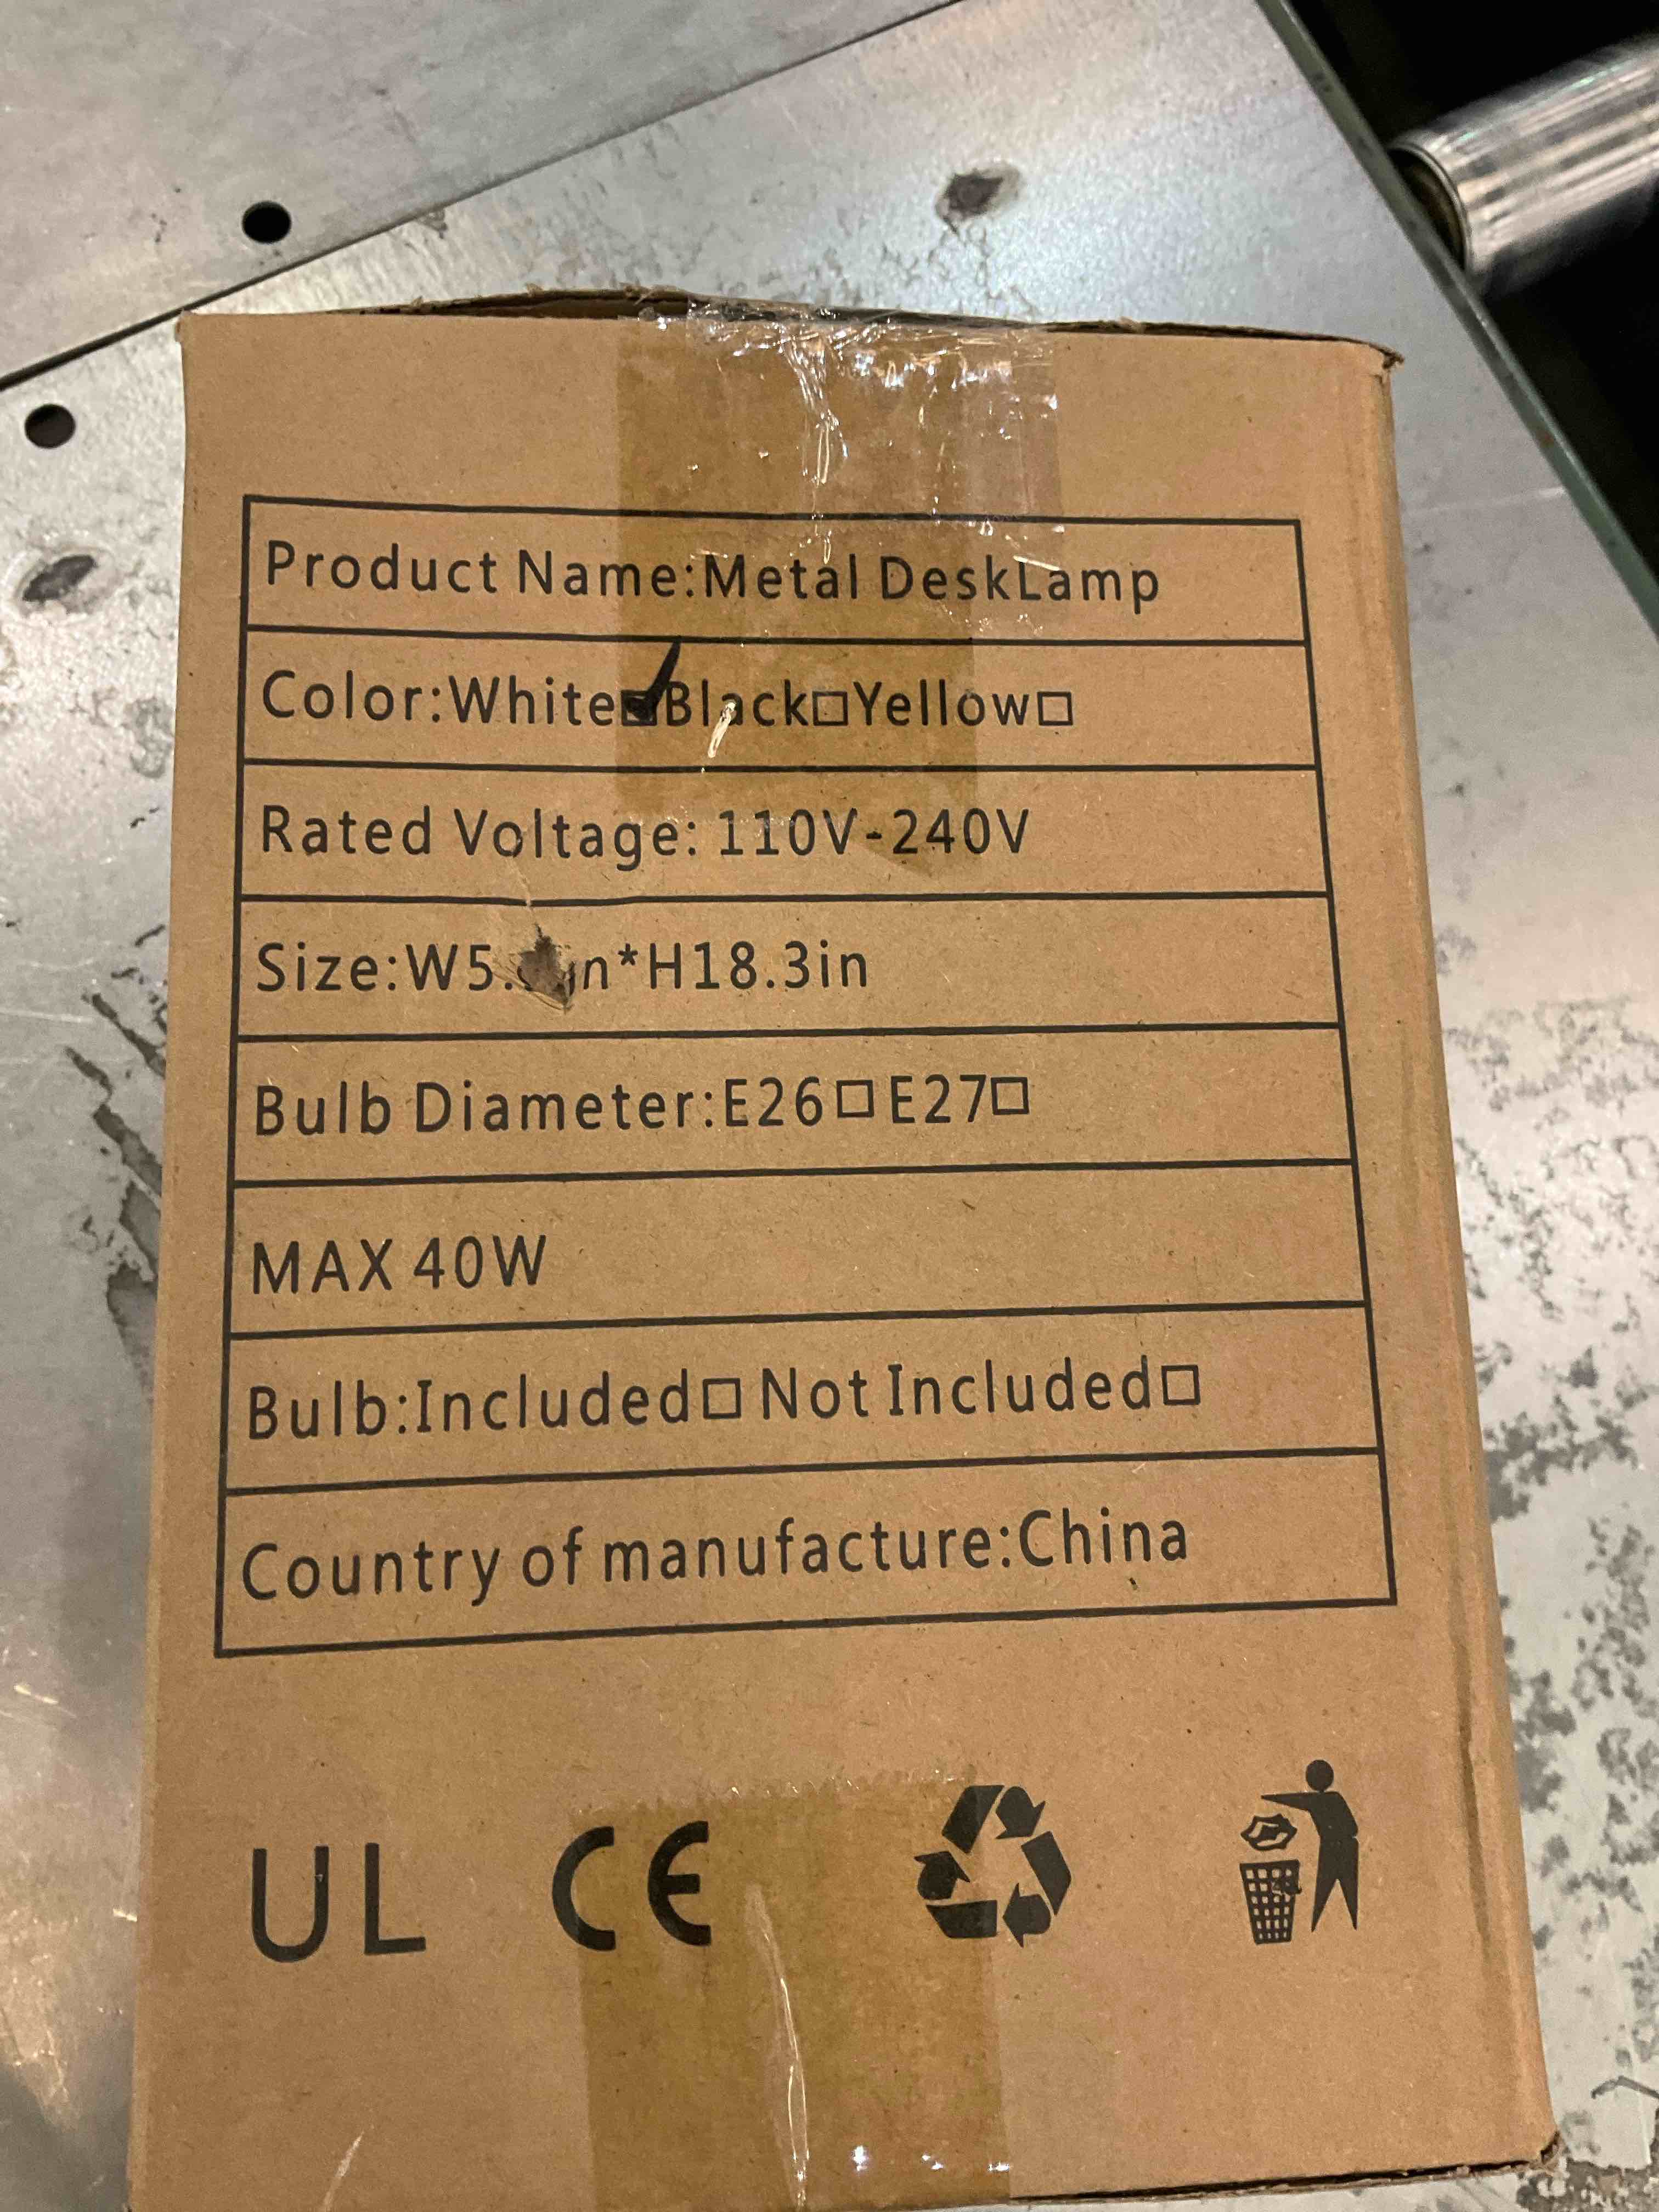 Product Name:Metal DeskLamp
Color:White☑Black□Yellow□
Rated Voltage: 110V-240V
Size: H18.3in
Bulb Diameter:E26□ E27□
MAX 40W
Bulb:Included□ Not Included□
Country of manufacture:China
UL CE